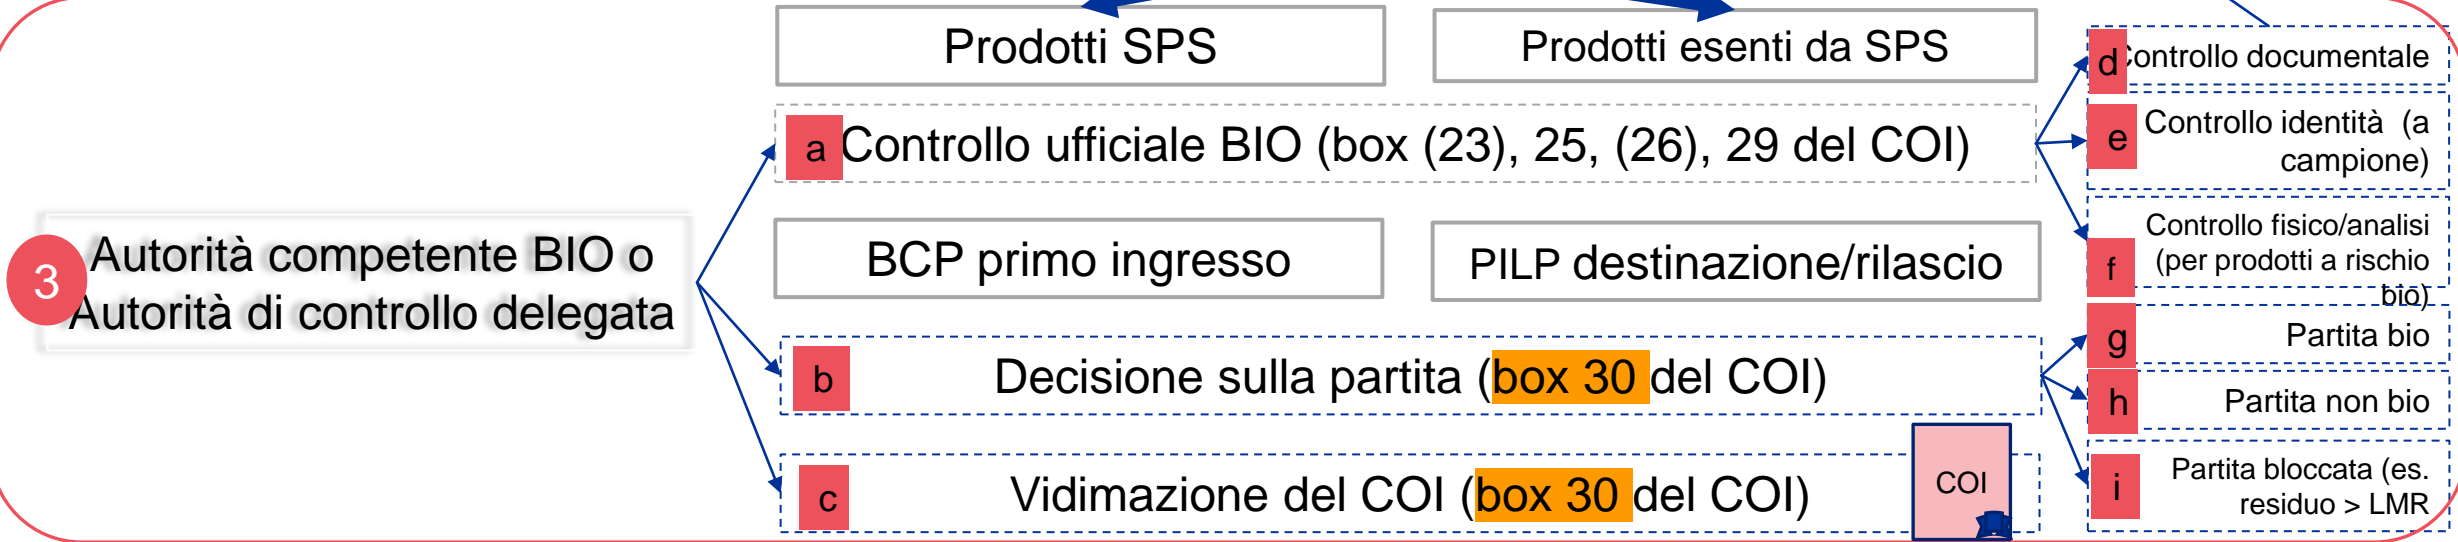 Prodotti SPS
Prodotti esenti da SPS
a Controllo ufficiale BIO (box (23), 25, (26), 29 del COI)
d ontrollo documentale
e Controllo identità (a
campione)
f Controllo fisico/analisi
(per prodotti a rischio
bio)
3 Autorità competente BIO o
Autorità di controllo delegata
BCP primo ingresso
PILP destinazione/rilascio
b Decisione sulla partita (box 30 del COI)
g Partita bio
h Partita non bio
c Vidimazione del COI (box 30 del COI)
COI
i Partita bloccata (es.
residuo > LMR